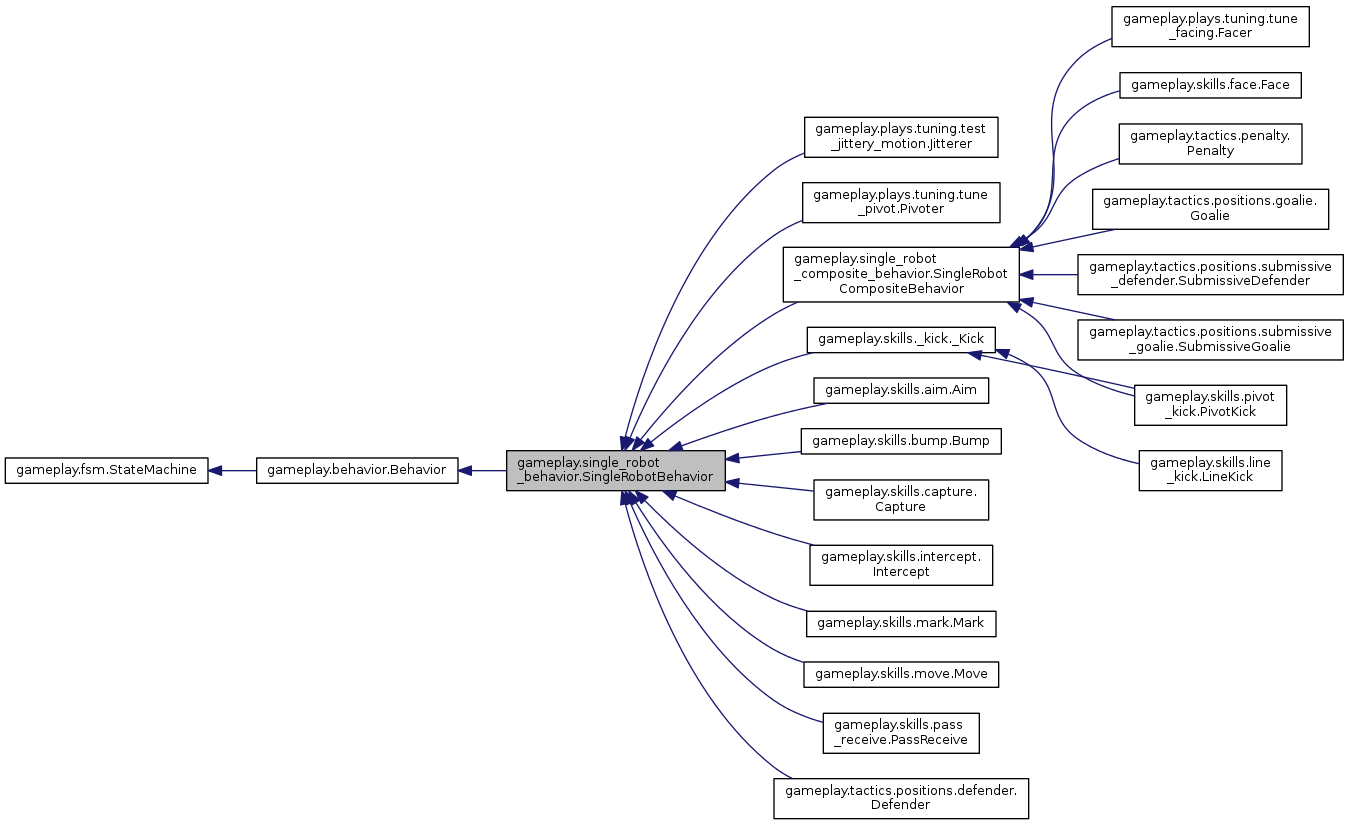 gameplay.fsm.StateMachine
gameplay.behavior.Behavior
gameplay.single_robot
_behavior.SingleRobotBehavior
gameplay.plays.tuning.test
_jittery_motion.Jitterer
gameplay.plays.tuning.tune
_pivot.Pivoter
gameplay.single_robot
_composite_behavior.SingleRobot
CompositeBehavior
gameplay.skills._kick._Kick
gameplay.skills.aim.Aim
gameplay.skills.bump.Bump
gameplay.skills.capture.
Capture
gameplay.skills.intercept.
Intercept
gameplay.skills.mark.Mark
gameplay.skills.move.Move
gameplay.skills.pass
_receive.PassReceive
gameplay.tactics.positions.defender.
Defender
gameplay.plays.tuning.tune
_facing.Facer
gameplay.skills.face.Face
gameplay.tactics.penalty.
Penalty
gameplay.tactics.positions.goalie.
Goalie
gameplay.tactics.positions.submissive
_defender.SubmissiveDefender
gameplay.tactics.positions.submissive
_goalie.SubmissiveGoalie
gameplay.skills.pivot
_kick.PivotKick
gameplay.skills.line
_kick.LineKick